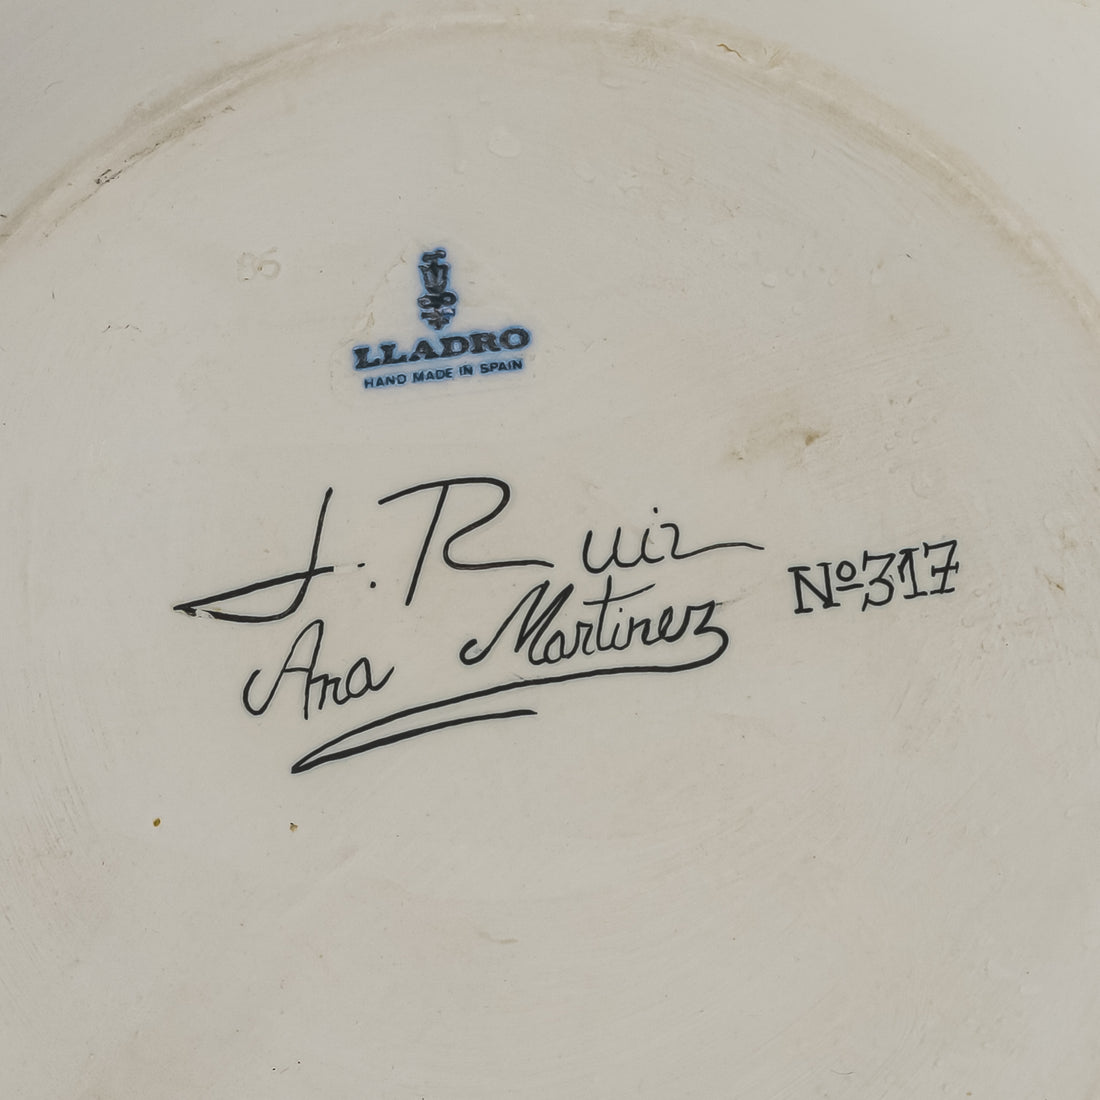 LLADRO
HAND MADE IN SPAIN
J. Ruiz
Ana Martinez
Nº317